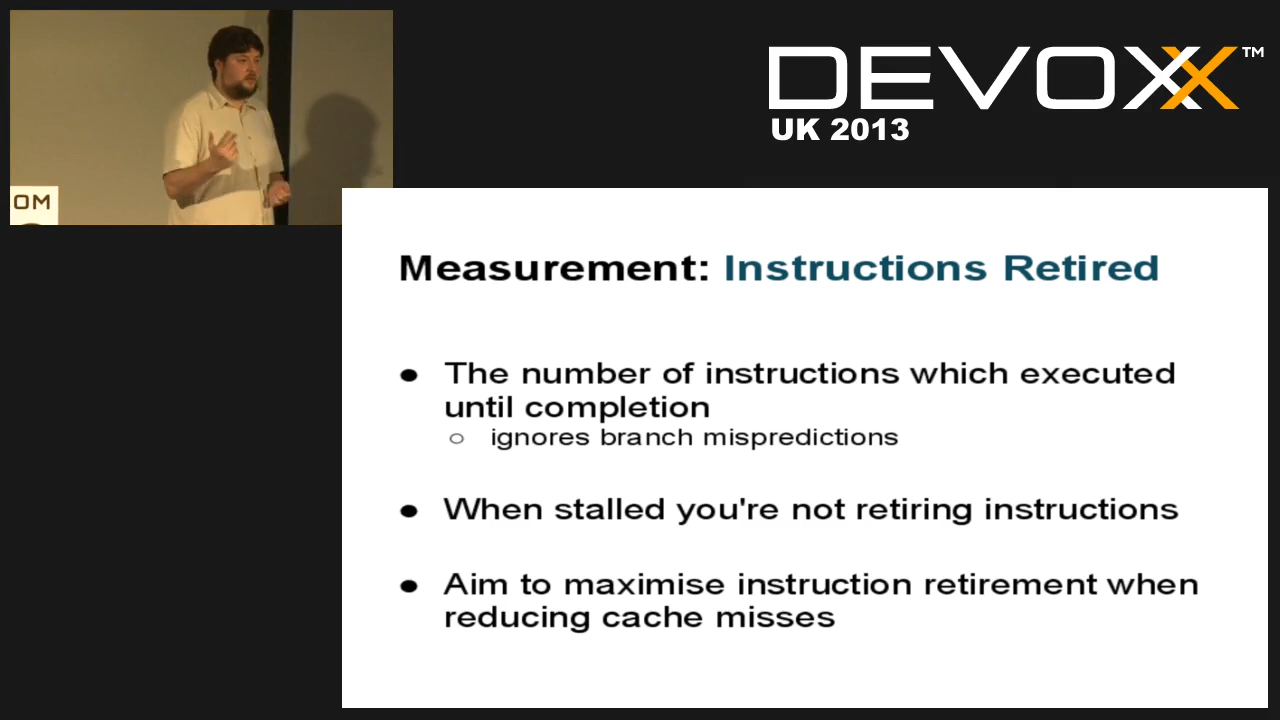 OM
DEVOXX™
UK 2013
Measurement: Instructions Retired
● The number of instructions which executed
until completion
○ ignores branch mispredictions
● When stalled you're not retiring instructions
● Aim to maximise instruction retirement when
reducing cache misses